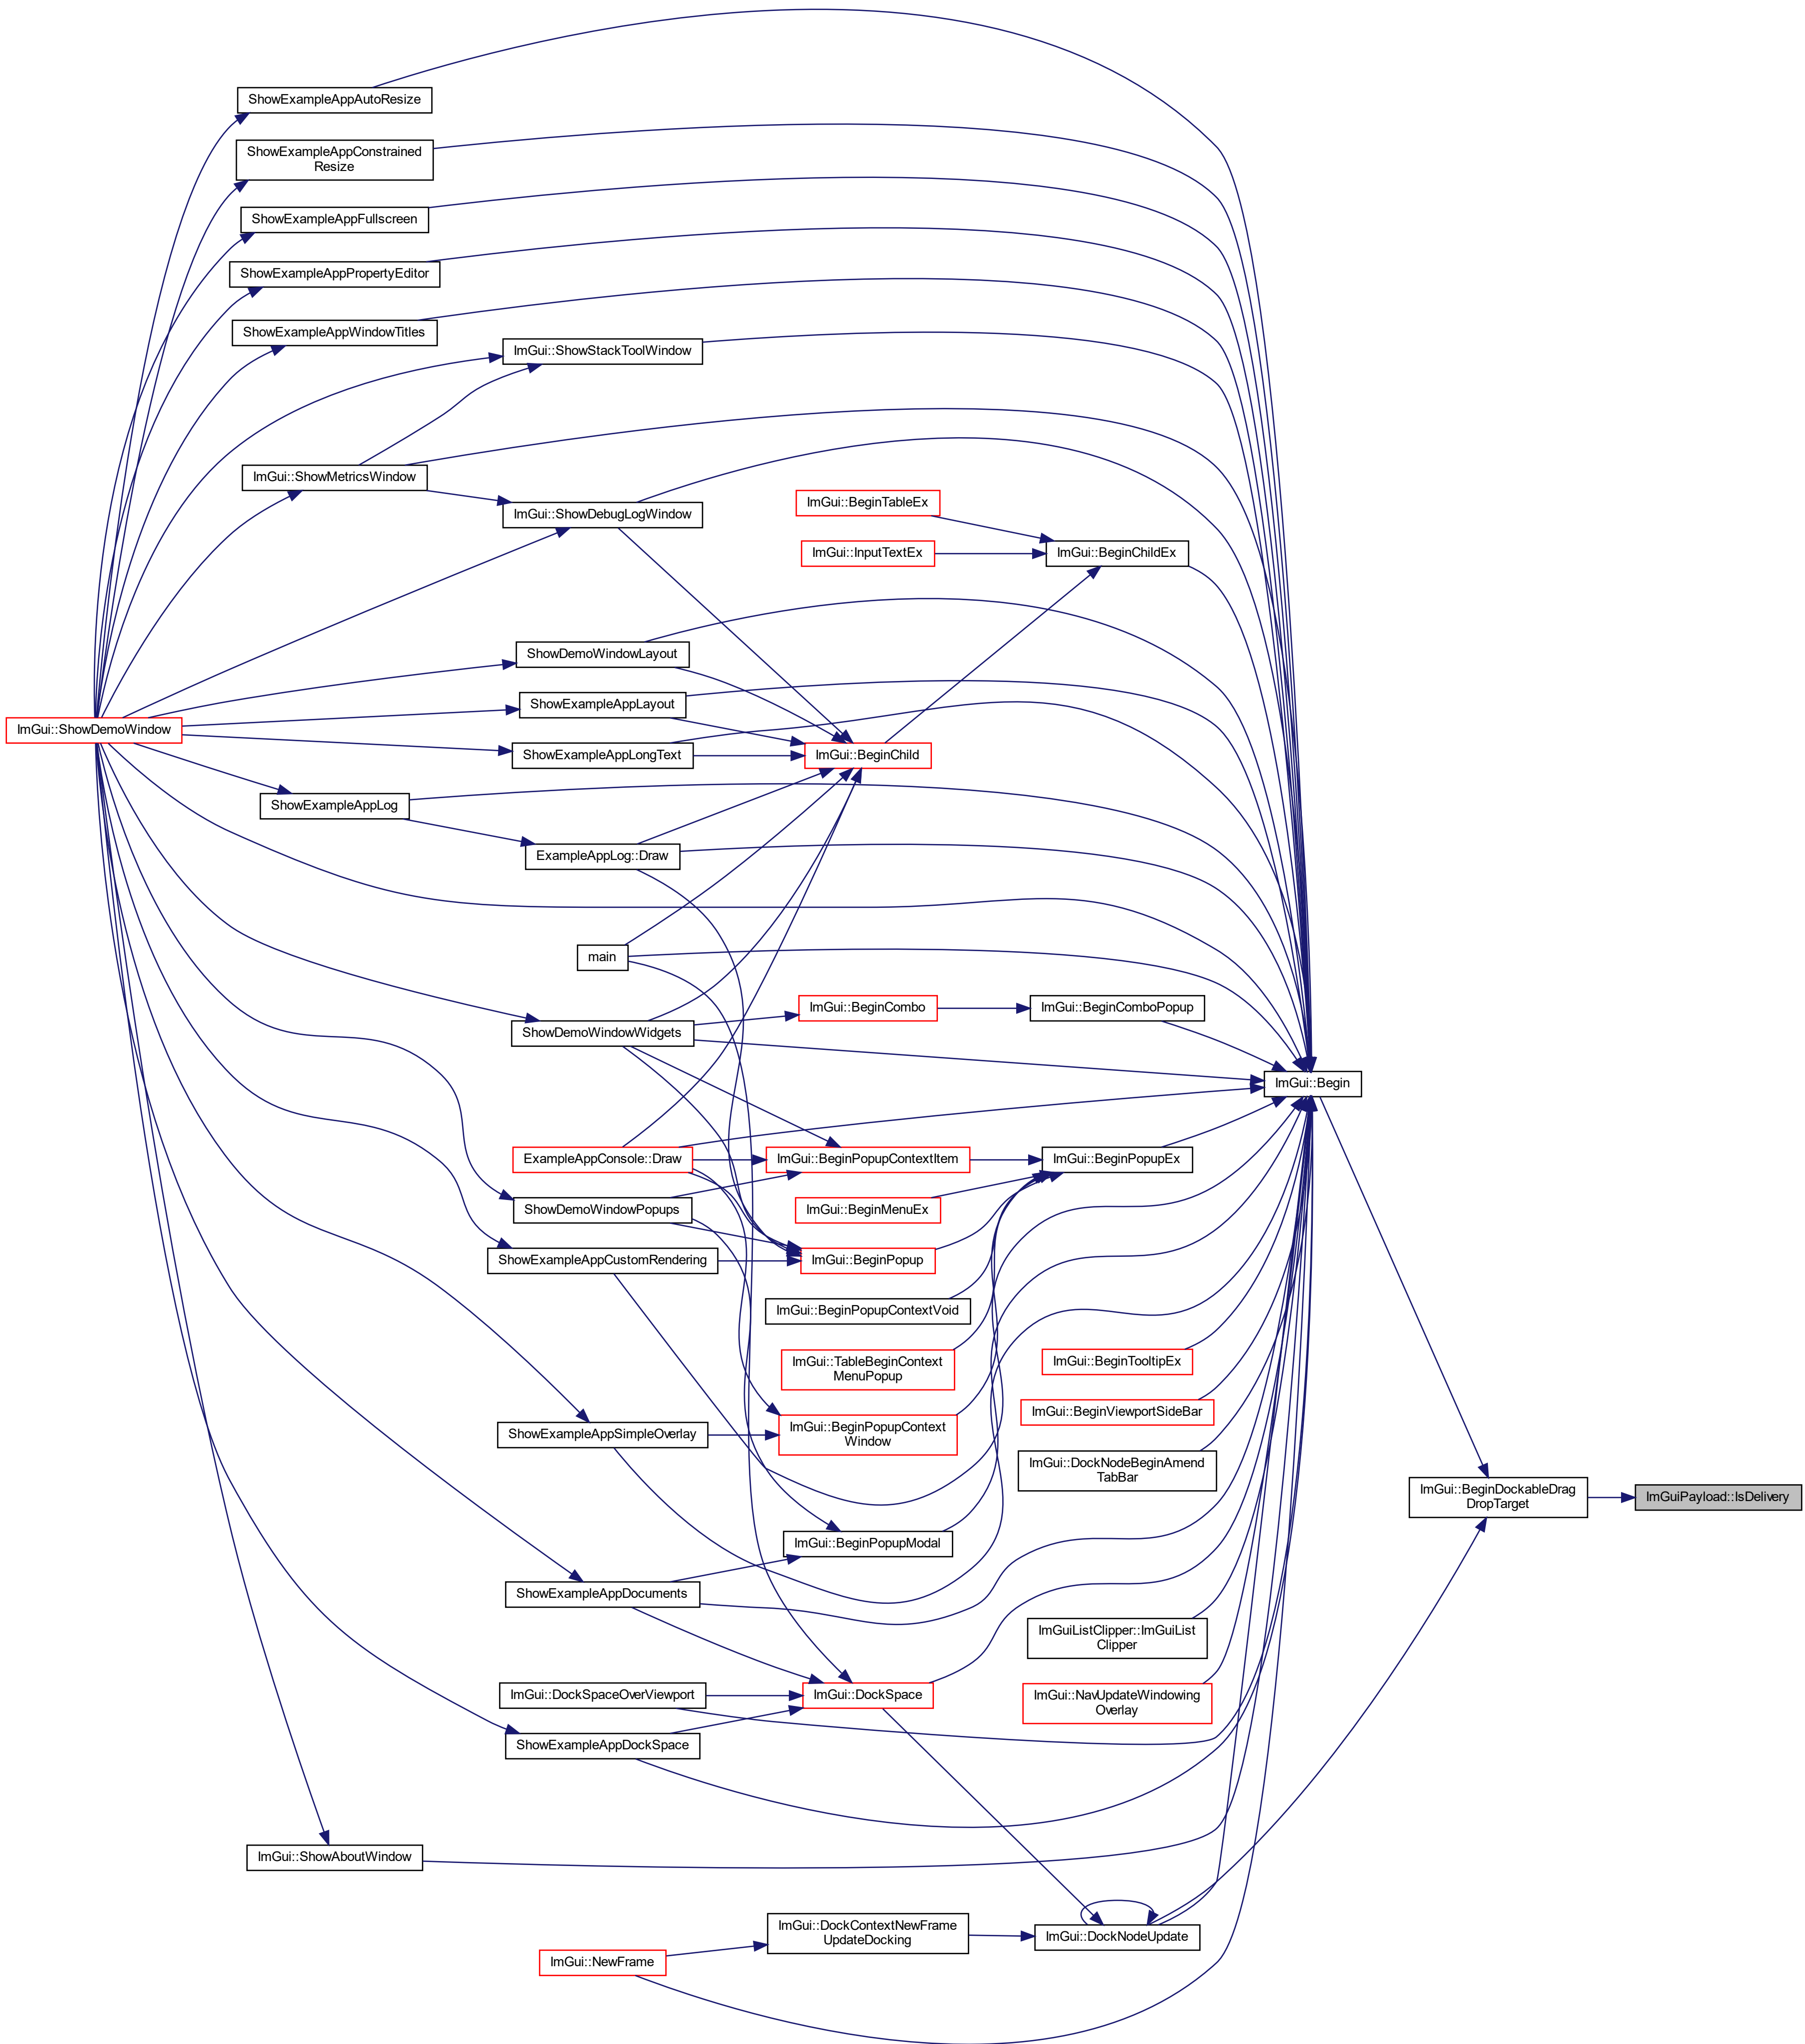 ShowExampleAppAutoResize
ShowExampleAppConstrained
Resize
ShowExampleAppFullscreen
ShowExampleAppPropertyEditor
ShowExampleAppWindowTitles
ImGui::ShowStackToolWindow
ImGui::ShowMetricsWindow
ImGui::ShowDebugLogWindow
ImGui::BeginTableEx
ImGui::InputTextEx
ImGui::BeginChildEx
ShowDemoWindowLayout
ShowExampleAppLayout
ImGui::ShowDemoWindow
ShowExampleAppLongText
ImGui::BeginChild
ShowExampleAppLog
ExampleAppLog::Draw
main
ShowDemoWindowWidgets
ImGui::BeginCombo
ImGui::BeginComboPopup
ImGui::Begin
ExampleAppConsole::Draw
ImGui::BeginPopupContextItem
ImGui::BeginPopupEx
ShowDemoWindowPopups
ImGui::BeginMenuEx
ShowExampleAppCustomRendering
ImGui::BeginPopup
ImGui::BeginPopupContextVoid
ImGui::TableBeginContext
MenuPopup
ImGui::BeginTooltipEx
ImGui::BeginViewportSideBar
ShowExampleAppSimpleOverlay
ImGui::BeginPopupContext
Window
ImGui::DockNodeBeginAmend
TabBar
ImGui::BeginDockableDrag
DropTarget
ImGuiPayload::IsDelivery
ImGui::BeginPopupModal
ShowExampleAppDocuments
ImGuiListClipper::ImGuiList
Clipper
ImGui::DockSpaceOverViewport
ImGui::DockSpace
ImGui::NavUpdateWindowing
Overlay
ShowExampleAppDockSpace
ImGui::ShowAboutWindow
ImGui::DockContextNewFrame
UpdateDocking
ImGui::DockNodeUpdate
ImGui::NewFrame